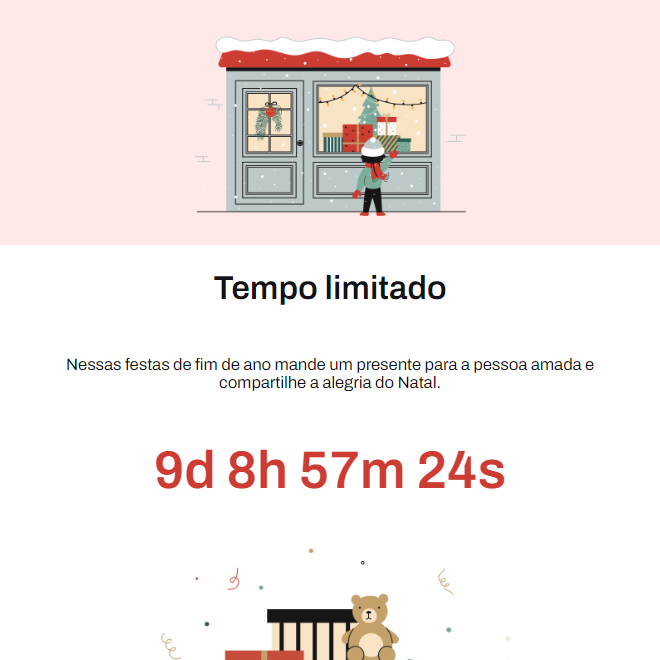 Tempo limitado
Nessas festas de fim de ano mande um presente para a pessoa amada e
compartilhe a alegria do Natal.
9d 8h 57m 24s